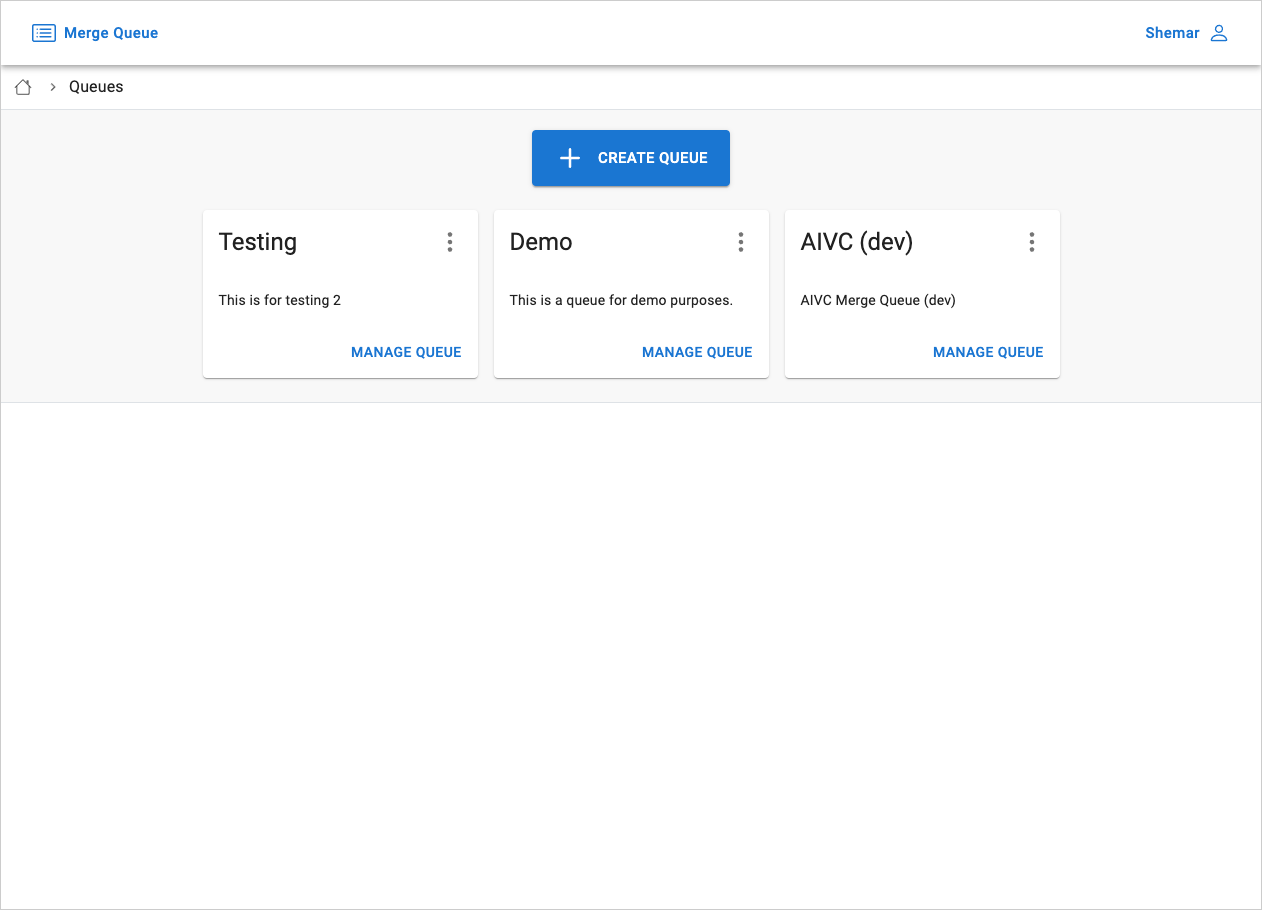 Merge Queue
Shemar
Queues
CREATE QUEUE
Testing
This is for testing 2
MANAGE QUEUE
Demo
This is a queue for demo purposes.
MANAGE QUEUE
AIVC (dev)
AIVC Merge Queue (dev)
MANAGE QUEUE